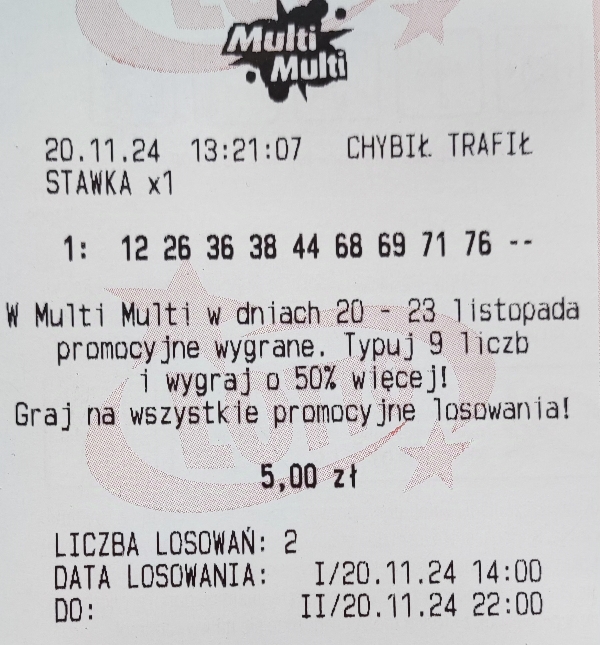 Multi
Multi
20.11.24 13:21:07 CHYBIŁ TRAFIŁ
STAWKA x1
1: 12 26 36 38 44 68 69 71 76 --
W Multi Multi w dniach 20 - 23 listopada
promocyjne wygrane. Typuj 9 liczb
i wygraj o 50% więcej!
Graj na wszystkie promocyjne losowania!
5,00 zł
LICZBA LOSOWAŃ: 2
DATA LOSOWANIA: I/20.11.24 14:00
DO: II/20.11.24 22:00